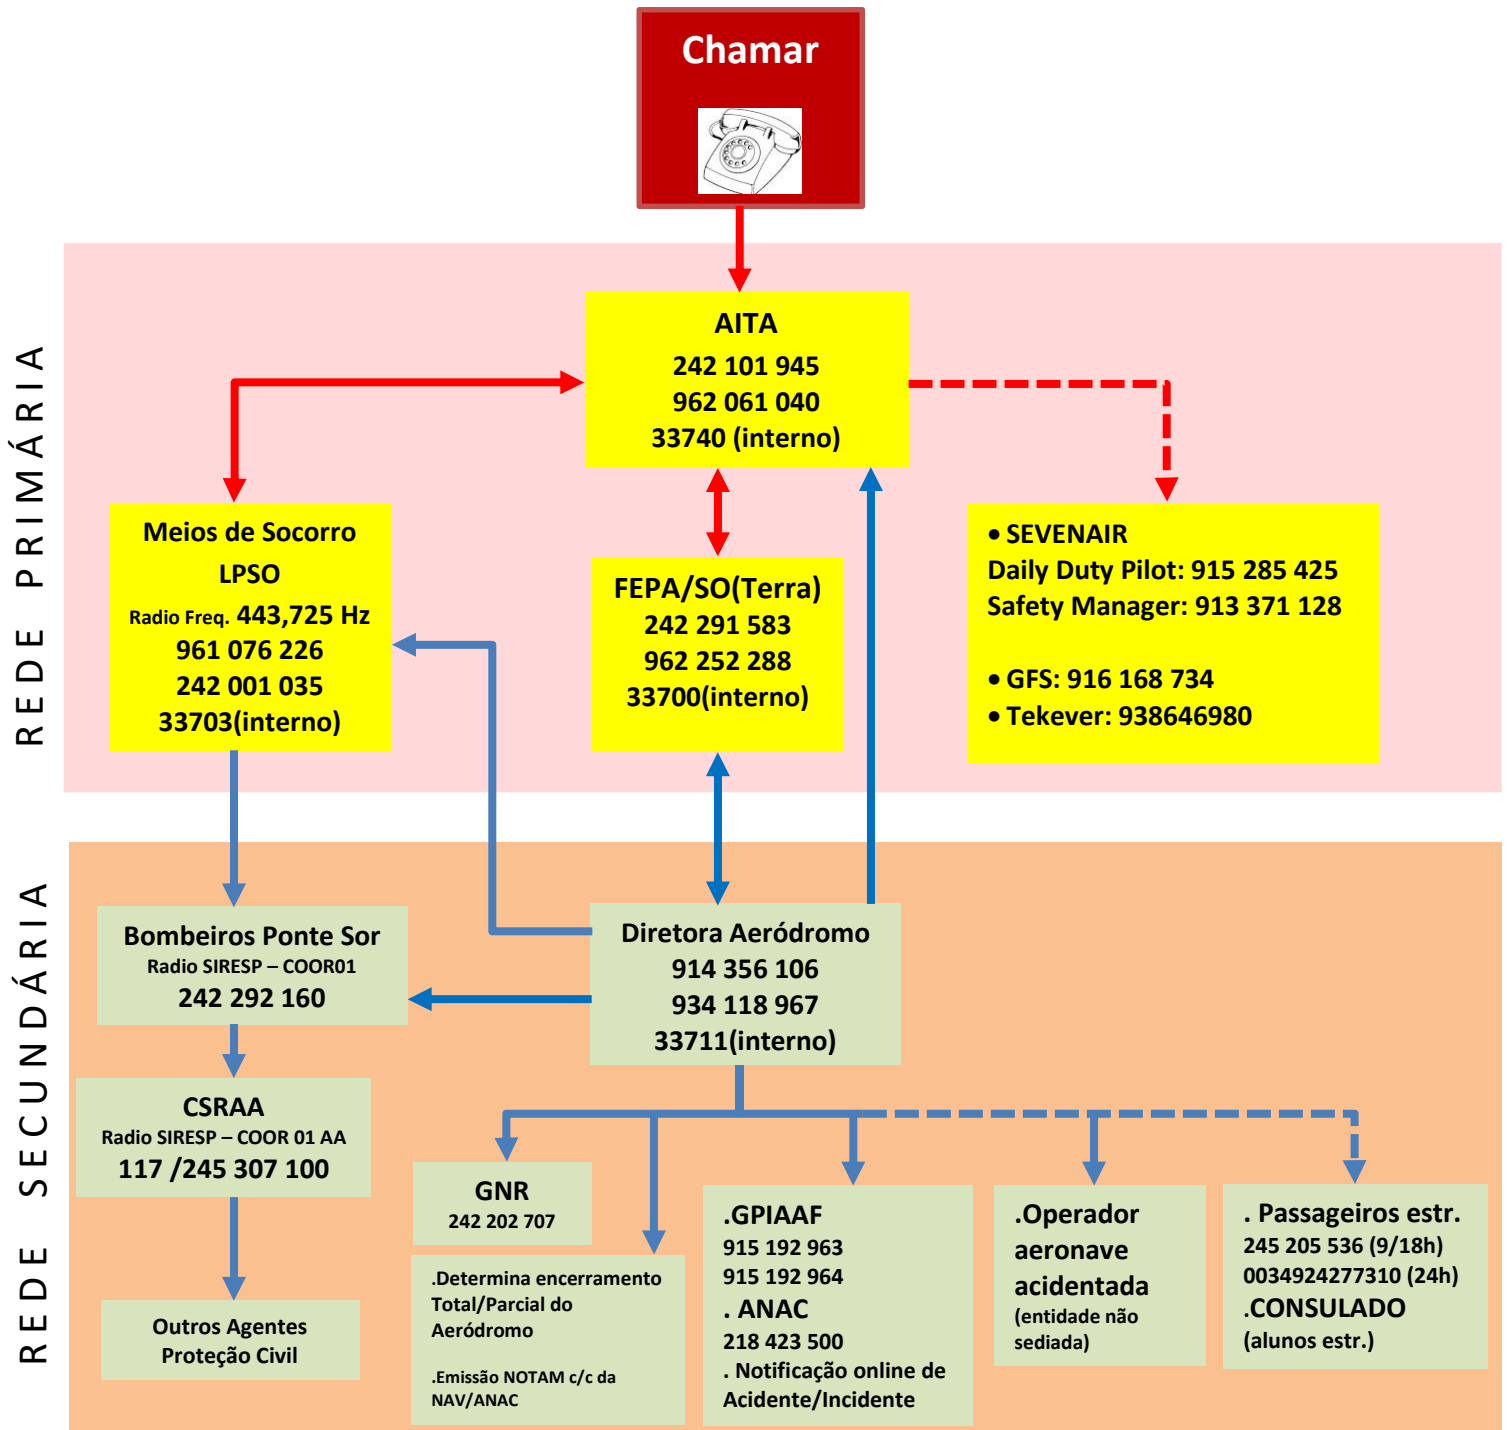 Chamar
REDE PRIMÁRIA
AITA
242 101 945
962 061 040
33740 (interno)
Meios de Socorro
LPSO
Radio Freq. 443,725 Hz
961 076 226
242 001 035
33703(interno)
FEPA/SO(Terra)
242 291 583
962 252 288
33700(interno)
• SEVENAIR
Daily Duty Pilot: 915 285 425
Safety Manager: 913 371 128
• GFS: 916 168 734
• Tekever: 938646980
REDE SECUNDÁRIA
Bombeiros Ponte Sor
Radio SIRESP – COOR01
242 292 160
Diretora Aeródromo
914 356 106
934 118 967
33711(interno)
CSRAA
Radio SIRESP – COOR 01 AA
117 /245 307 100
Outros Agentes
Proteção Civil
GNR
242 202 707
.Determina encerramento
Total/Parcial do
Aeródromo
.Emissão NOTAM c/c da
NAV/ANAC
.GPIAAF
915 192 963
915 192 964
. ANAC
218 423 500
. Notificação online de
Acidente/Incidente
.Operador
aeronave
acidentada
(entidade não
sediada)
. Passageiros estr.
245 205 536 (9/18h)
0034924277310 (24h)
.CONSULADO
(alunos estr.)